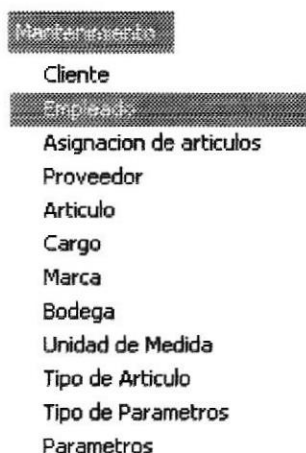 Mantenimiento
Cliente
Empleado
Asignacion de articulos
Proveedor
Articulo
Cargo
Marca
Bodega
Unidad de Medida
Tipo de Articulo
Tipo de Parametros
Parametros